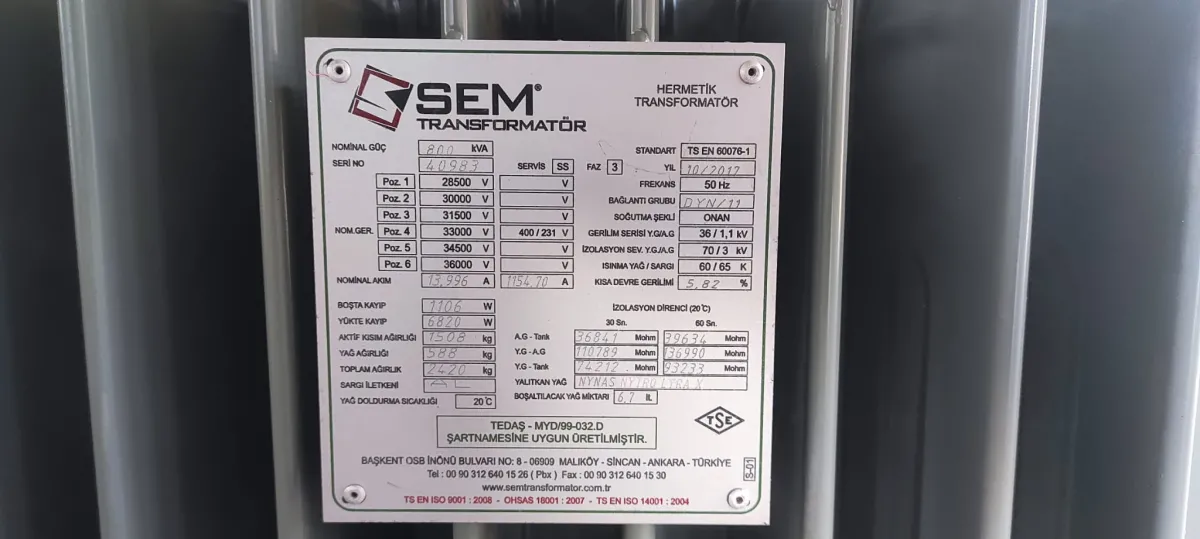 SEM®
TRANSFORMATÖR
HERMETİK
TRANSFORMATÖR
NOMİNAL GÜÇ 800 kVA
STANDART TS EN 60076-1
SERİ NO 40983 SERVİS SS FAZ 3 YIL 10/2017
Poz. 1 28500 V V FREKANS 50 Hz
Poz. 2 30000 V V BAĞLANTI GRUBU DYN/11
Poz. 3 31500 V V SOĞUTMA ŞEKLİ ONAN
NOM.GER. Poz. 4 33000 V 400 / 231 V GERİLİM SERİSİ Y.G/A.G 36 / 1,1 kV
Poz. 5 34500 V V İZOLASYON SEV. Y.G./A.G 70 / 3 kV
Poz. 6 36000 V V ISINMA YAĞ / SARGI 60 / 65 K
NOMİNAL AKIM 13,996 A 1154,70 A KISA DEVRE GERİLİMİ 5,82 %
BOŞTA KAYIP 1106 W İZOLASYON DİRENCİ (20°C)
YÜKTE KAYIP 6820 W 30 Sn. 60 Sn.
AKTİF KISIM AĞIRLIĞI 1508 kg A.G - Tank 36841 Mohm 39634 Mohm
YAĞ AĞIRLIĞI 588 kg Y.G - A.G 110789 Mohm 136990 Mohm
TOPLAM AĞIRLIK 2420 kg Y.G - Tank 74212 Mohm 93233 Mohm
SARGI İLETKENİ AL YALITKAN YAĞ NYNAS NYTRO LYRA X
YAĞ DOLDURMA SICAKLIĞI 20°C BOŞALTILACAK YAĞ MİKTARI 6,7 lL
TEDAŞ - MYD/99-032.D
ŞARTNAMESİNE UYGUN ÜRETİLMİŞTİR.
TSE
BAŞKENT OSB İNÖNÜ BULVARI NO: 8 - 06909 MALIKÖY - SİNCAN - ANKARA - TÜRKİYE
Tel : 00 90 312 640 15 26 ( Pbx ) Fax : 00 90 312 640 15 30
www.semtransformator.com.tr
S-01
TS EN ISO 9001 : 2008 - OHSAS 18001 : 2007 - TS EN ISO 14001 : 2004